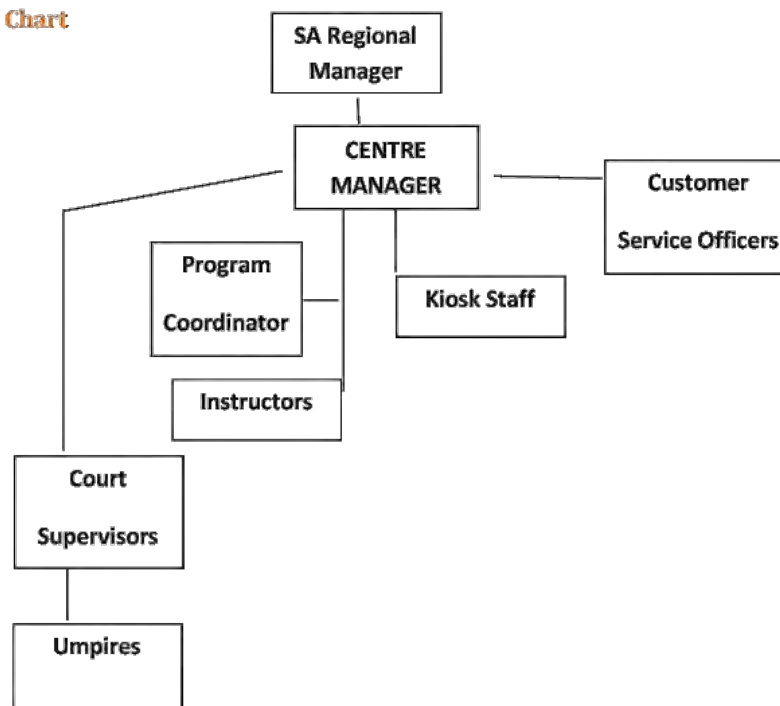 Chart
SA Regional
Manager
CENTRE
MANAGER
Customer
Service Officers
Program
Coordinator
Kiosk Staff
Instructors
Court
Supervisors
Umpires